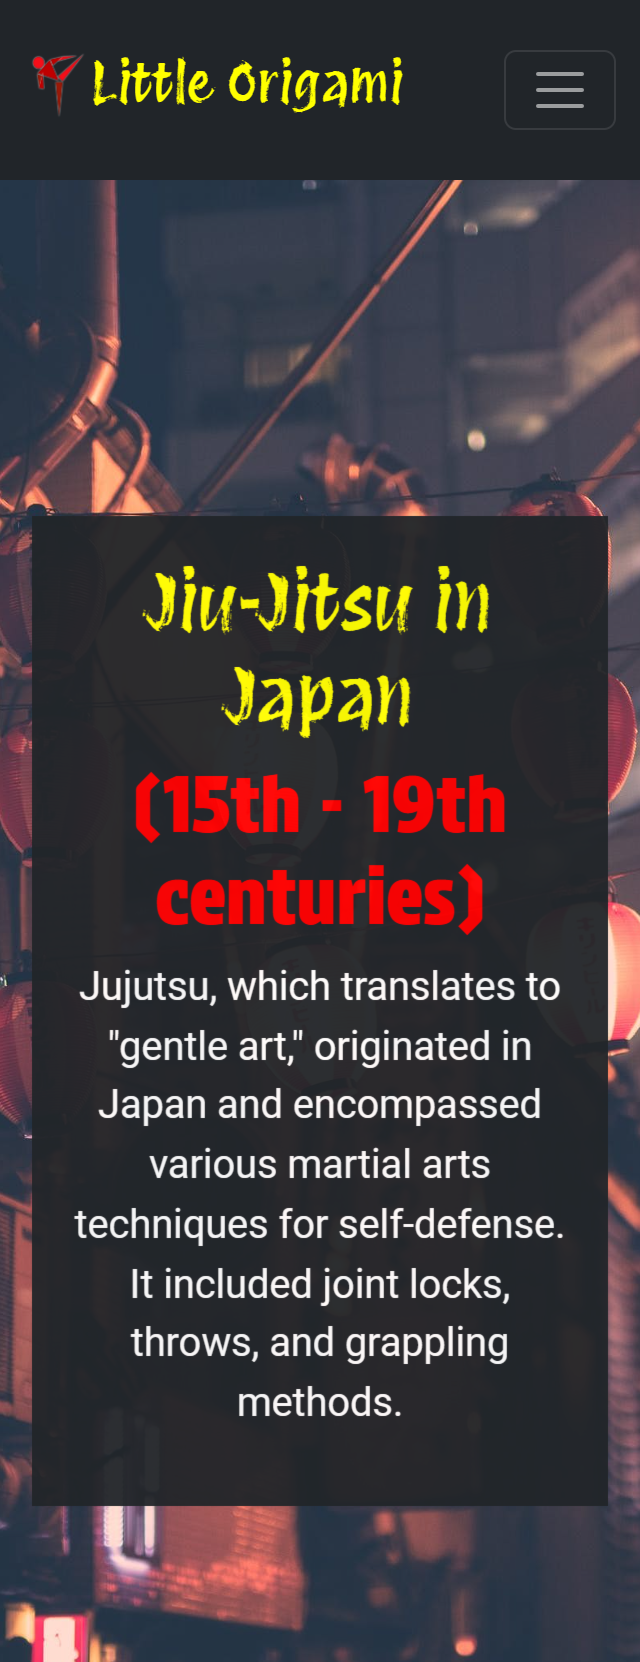 Little Origami
Jiu-Jitsu in
Japan
(15th - 19th
centuries)
Jujutsu, which translates to
"gentle art," originated in
Japan and encompassed
various martial arts
techniques for self-defense.
It included joint locks,
throws, and grappling
methods.